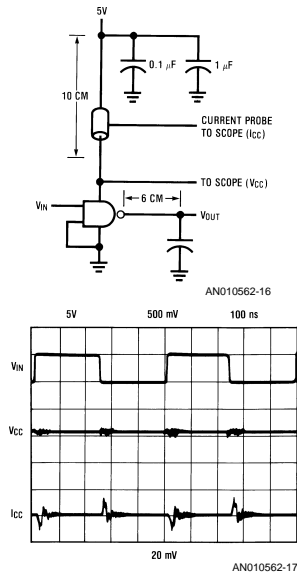 5V
0.1 µF
1 µF
10 CM
CURRENT PROBE
TO SCOPE (ICC)
TO SCOPE (VCC)
6 CM
VIN
VOUT
AN010562-16
5V 500 mV 100 ns
VIN
VCC
ICC
20 mV
AN010562-17